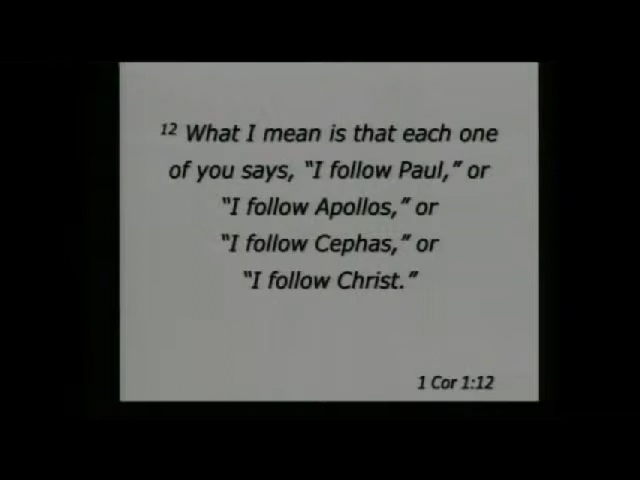 12 What I mean is that each one
of you says, “I follow Paul,” or
“I follow Apollos,” or
“I follow Cephas,” or
“I follow Christ.”
1 Cor 1:12